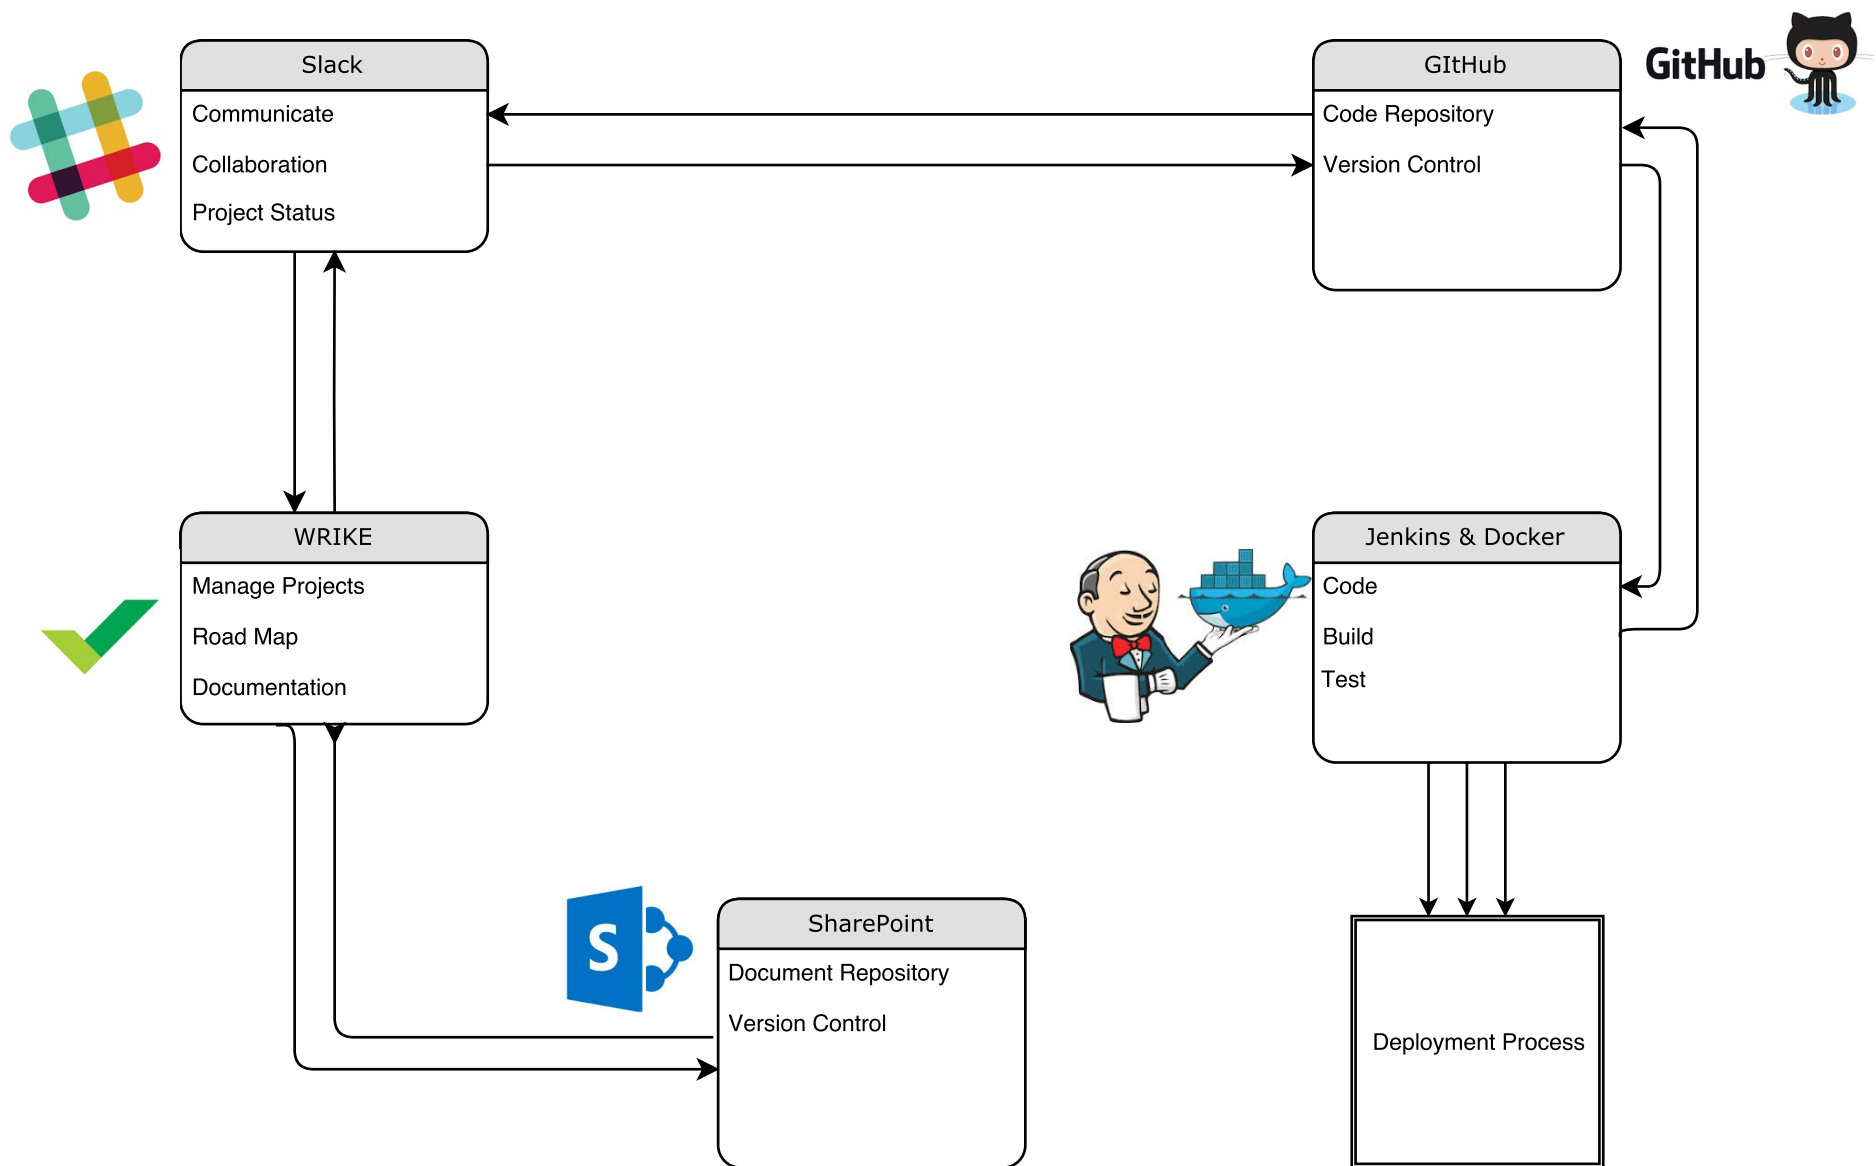 Slack
Communicate
Collaboration
Project Status
GItHub
Code Repository
Version Control
GitHub
WRIKE
Manage Projects
Road Map
Documentation
Jenkins & Docker
Code
Build
Test
S
SharePoint
Document Repository
Version Control
Deployment Process